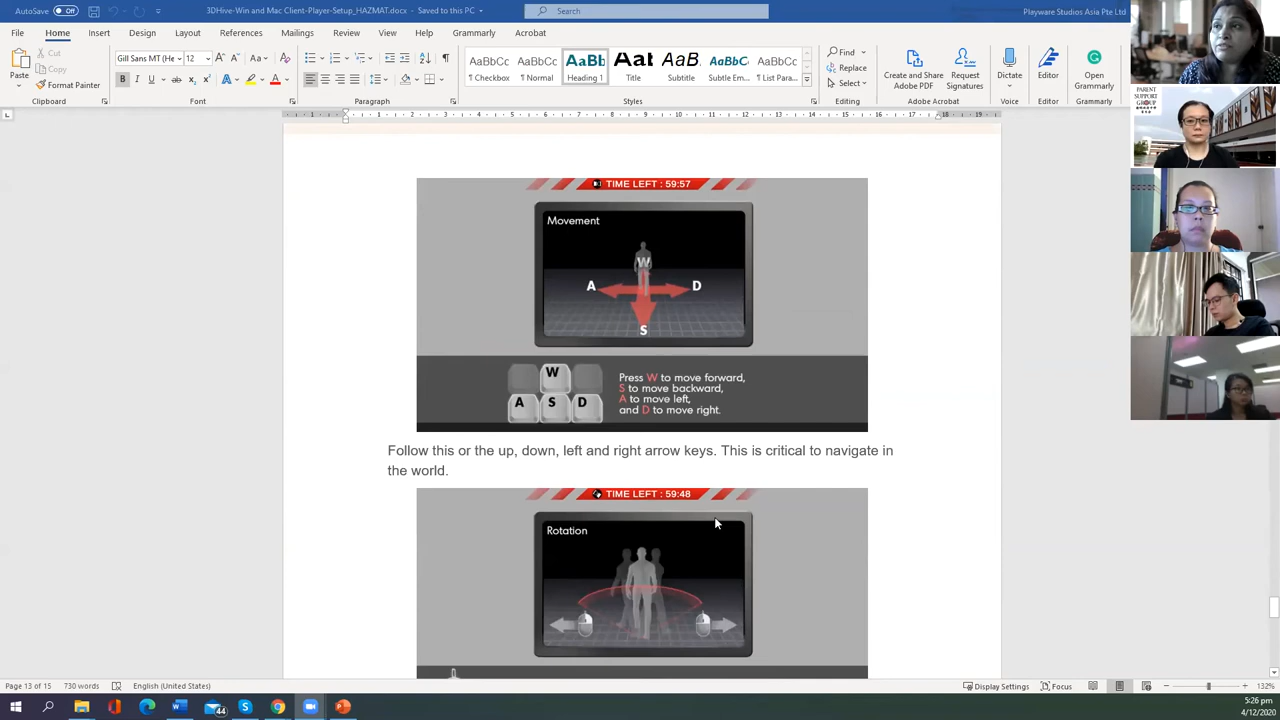 AutoSave Off
3DHive-Win and Mac Client-Player-Setup_HAZMAT.docx - Saved to this PC
Search
Playware Studios Asia Pte Ltd
File Home Insert Design Layout References Mailings Review View Help Grammarly Acrobat
Paste
Cut
Copy
Format Painter
Clipboard
Gill Sans MT (He 12
Font
Paragraph
AaBbCc AaBbCc AaBb Aab AaB AaBbC AaBbCc
¶ Checkbox ¶ Normal Heading 1 Title Subtitle Subtle Em... ¶ List Para...
Styles
Find
Replace
Select
Editing
Create and Share Adobe PDF
Request Signatures
Adobe Acrobat
Dictate
Voice
Editor
Editor
Open Grammarly
Grammarly
PARENT
SUPPORT
GROUP
TIME LEFT : 59:57
Movement
W
A D
S
W
A S D
Press W to move forward,
S to move backward,
A to move left,
and D to move right.
Follow this or the up, down, left and right arrow keys. This is critical to navigate in
the world.
TIME LEFT : 59:48
Rotation
Page 13 of 15 730 words English (United States) Display Settings Focus 132%
44
5:26 pm
4/12/2020